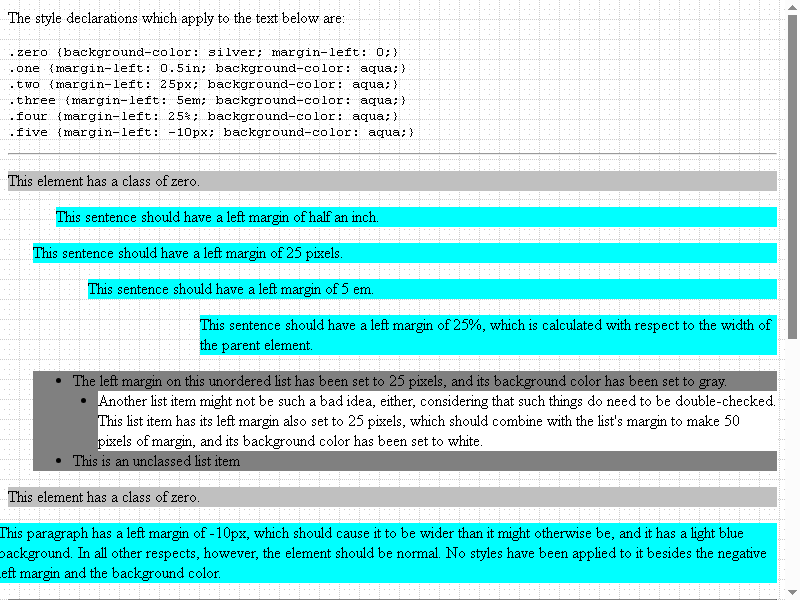 The style declarations which apply to the text below are:
.zero {background-color: silver; margin-left: 0;}
.one {margin-left: 0.5in; background-color: aqua;}
.two {margin-left: 25px; background-color: aqua;}
.three {margin-left: 5em; background-color: aqua;}
.four {margin-left: 25%; background-color: aqua;}
.five {margin-left: -10px; background-color: aqua;}
This element has a class of zero.
This sentence should have a left margin of half an inch.
This sentence should have a left margin of 25 pixels.
This sentence should have a left margin of 5 em.
This sentence should have a left margin of 25%, which is calculated with respect to the width of
the parent element.
• The left margin on this unordered list has been set to 25 pixels, and its background color has been set to gray.
• Another list item might not be such a bad idea, either, considering that such things do need to be double-checked.
This list item has its left margin also set to 25 pixels, which should combine with the list's margin to make 50
pixels of margin, and its background color has been set to white.
• This is an unclassed list item
This element has a class of zero.
This paragraph has a left margin of -10px, which should cause it to be wider than it might otherwise be, and it has a light blue
background. In all other respects, however, the element should be normal. No styles have been applied to it besides the negative
left margin and the background color.